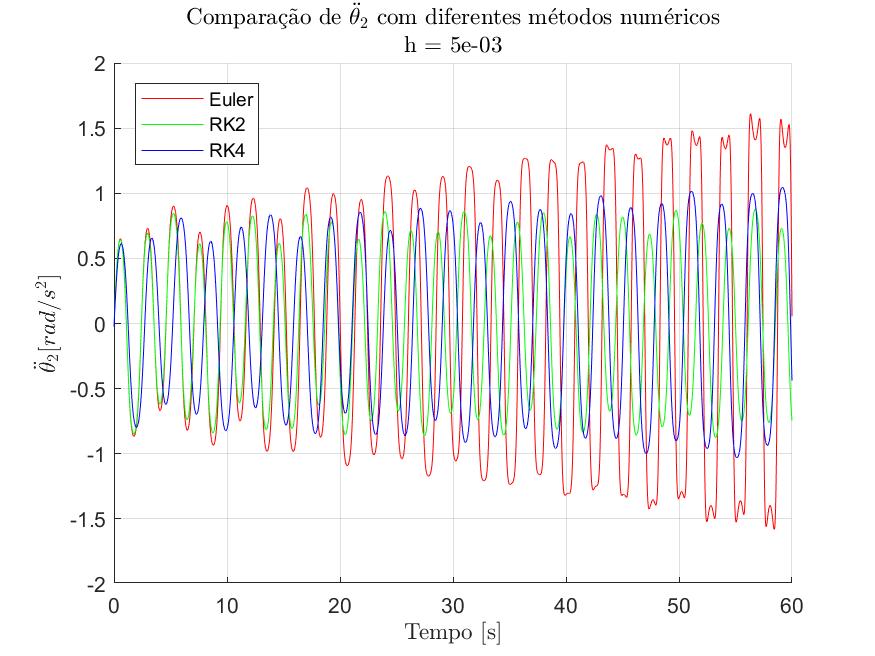 Comparação de θ̈₂ com diferentes métodos numéricos
h = 5e-03
Euler
RK2
RK4
2
1.5
1
0.5
0
-0.5
-1
-1.5
-2
θ̈₂[rad/s²]
0 10 20 30 40 50 60
Tempo [s]